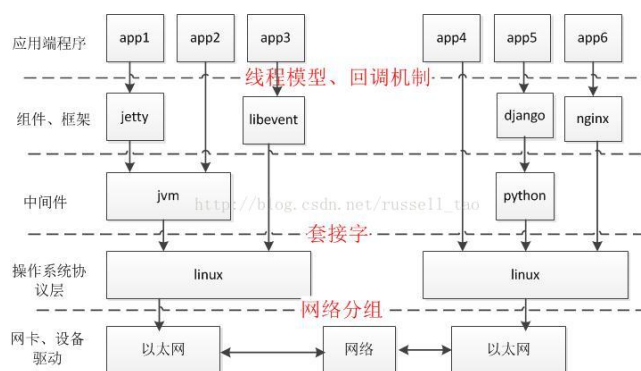 应用端程序 app1 app2 app3 app4 app5 app6
线程模型、回调机制
组件、框架 jetty libevent django nginx
中间件 jvm python
http://blog.csdn.net/russell_tao
套接字
操作系统协议层 linux linux
网络分组
网卡、设备驱动 以太网 网络 以太网